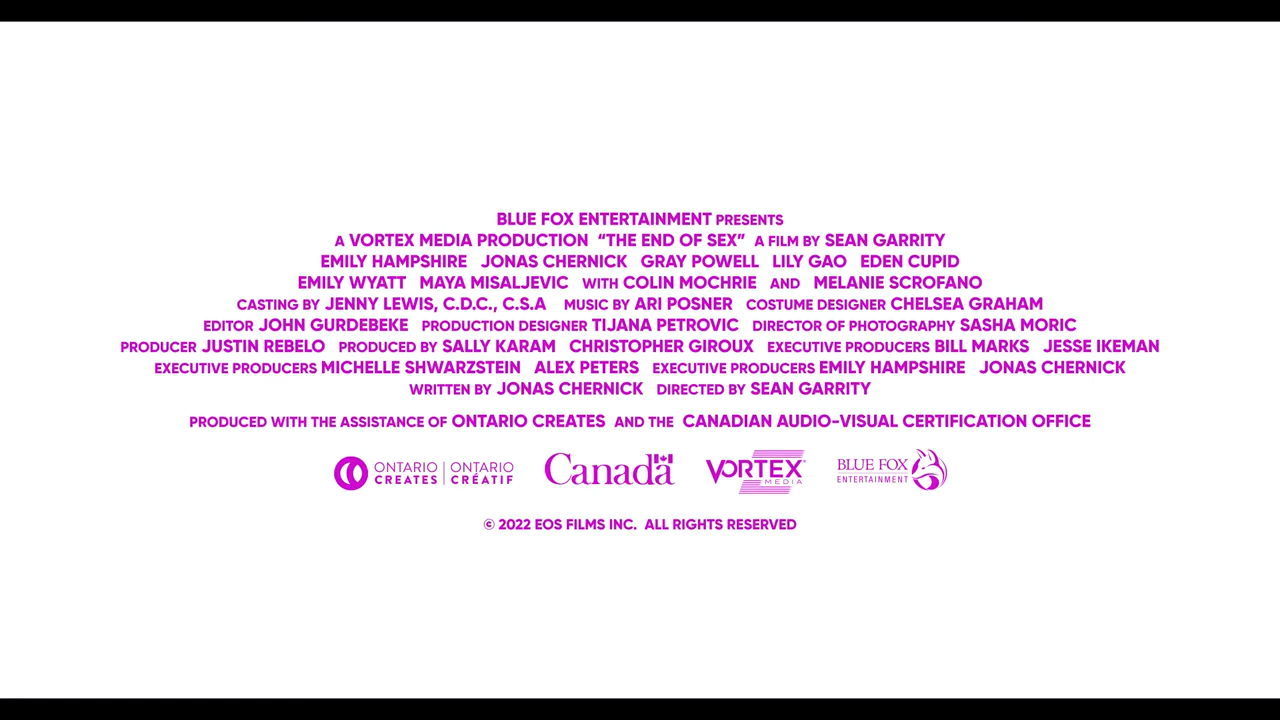 BLUE FOX ENTERTAINMENT PRESENTS
A VORTEX MEDIA PRODUCTION “THE END OF SEX” A FILM BY SEAN GARRITY
EMILY HAMPSHIRE JONAS CHERNICK GRAY POWELL LILY GAO EDEN CUPID
EMILY WYATT MAYA MISALJEVIC WITH COLIN MOCHRIE AND MELANIE SCROFANO
CASTING BY JENNY LEWIS, C.D.C., C.S.A MUSIC BY ARI POSNER COSTUME DESIGNER CHELSEA GRAHAM
EDITOR JOHN GURDEBEKE PRODUCTION DESIGNER TIJANA PETROVIC DIRECTOR OF PHOTOGRAPHY SASHA MORIC
PRODUCER JUSTIN REBELO PRODUCED BY SALLY KARAM CHRISTOPHER GIROUX EXECUTIVE PRODUCERS BILL MARKS JESSE IKEMAN
EXECUTIVE PRODUCERS MICHELLE SHWARZSTEIN ALEX PETERS EXECUTIVE PRODUCERS EMILY HAMPSHIRE JONAS CHERNICK
WRITTEN BY JONAS CHERNICK DIRECTED BY SEAN GARRITY
PRODUCED WITH THE ASSISTANCE OF ONTARIO CREATES AND THE CANADIAN AUDIO-VISUAL CERTIFICATION OFFICE
ONTARIO CREATES
ONTARIO CRÉATIF
Canada
VORTEX MEDIA
BLUE FOX
ENTERTAINMENT
© 2022 EOS FILMS INC. ALL RIGHTS RESERVED